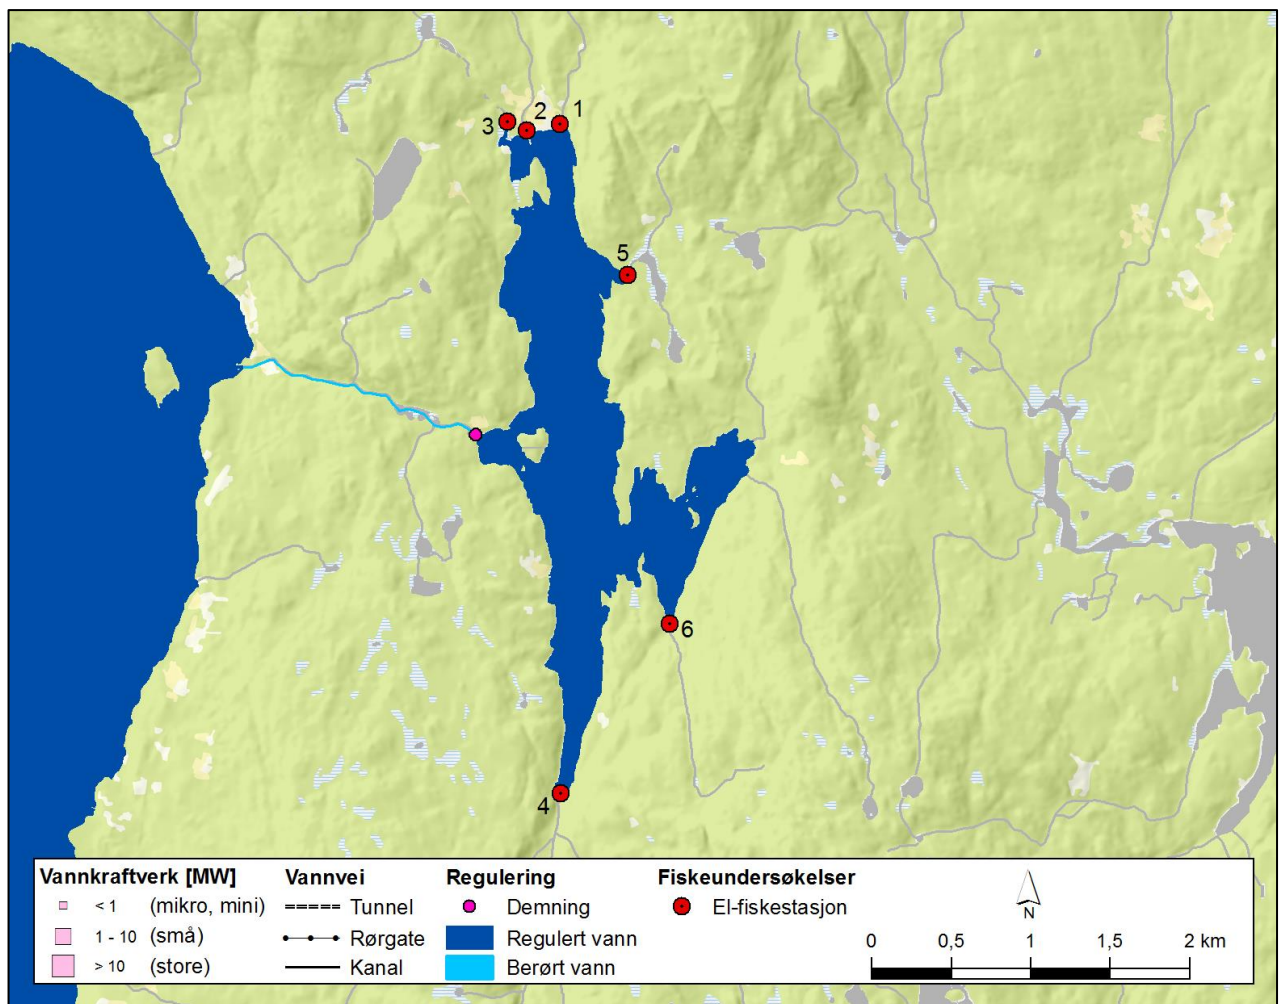 1
2
3
5
6
4
Vannkraftverk [MW]
< 1 (mikro, mini)
1 - 10 (små)
> 10 (store)
Vannvei
Tunnel
Rørgate
Kanal
Regulering
Demning
Regulert vann
Berørt vann
Fiskeundersøkelser
El-fiskestasjon
N
0 0,5 1 1,5 2 km